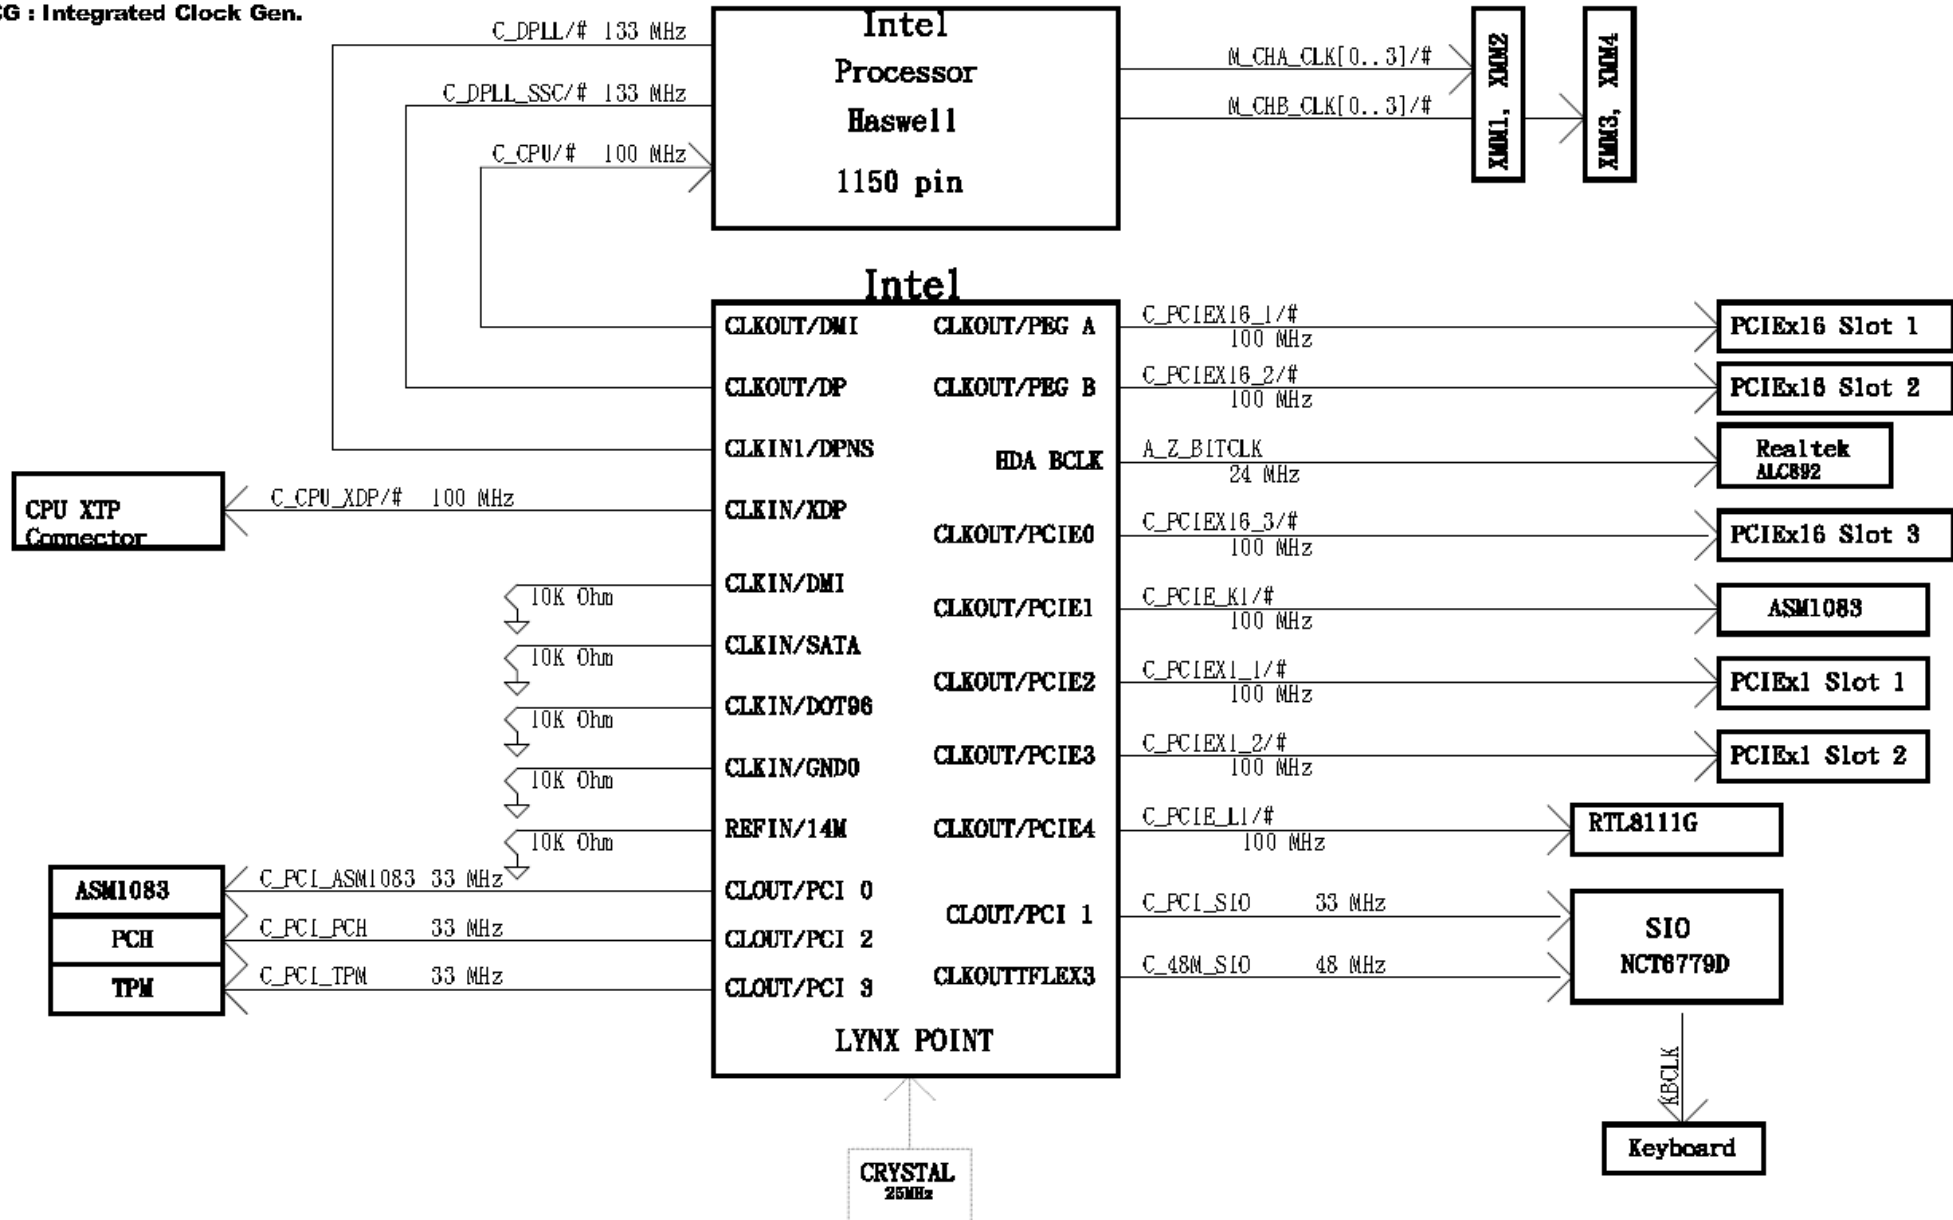 CG : Integrated Clock Gen.
C_DPLL/# 133 MHz
C_DPLL_SSC/# 133 MHz
C_CPU/# 100 MHz
Intel
Processor
Haswell
1150 pin
M_CHA_CLK[0..3]/#
M_CHB_CLK[0..3]/#
XMM1, XMM2
XMM3, XMM4
Intel
CLKOUT/DMI
CLKOUT/DP
CLKIN1/DPNS
CLKIN/XDP
CLKIN/DMI
CLKIN/SATA
CLKIN/DOT96
CLKIN/GND0
REFIN/14M
CLOUT/PCI 0
CLOUT/PCI 2
CLOUT/PCI 3
CLKOUT/PEG A
CLKOUT/PEG B
HDA BCLK
CLKOUT/PCIE0
CLKOUT/PCIE1
CLKOUT/PCIE2
CLKOUT/PCIE3
CLKOUT/PCIE4
CLOUT/PCI 1
CLKOUTTFLEX3
LYNX POINT
CPU XTP
Connector
C_CPU_XDP/# 100 MHz
10K Ohm
10K Ohm
10K Ohm
10K Ohm
10K Ohm
ASM1083
C_PCI_ASM1083 33 MHz
PCH
C_PCI_PCH 33 MHz
TPM
C_PCI_TPM 33 MHz
C_PCIEX16_1/#
100 MHz
PCIEx16 Slot 1
C_PCIEX16_2/#
100 MHz
PCIEx16 Slot 2
A_Z_BITCLK
24 MHz
Realtek
ALC892
C_PCIEX16_3/#
100 MHz
PCIEx16 Slot 3
C_PCIE_K1/#
100 MHz
ASM1083
C_PCIEX1_1/#
100 MHz
PCIEx1 Slot 1
C_PCIEX1_2/#
100 MHz
PCIEx1 Slot 2
C_PCIE_L1/#
100 MHz
RTL8111G
C_PCI_SIO 33 MHz
C_48M_SIO 48 MHz
SIO
NCT6779D
KBCLK
Keyboard
CRYSTAL
25MHz